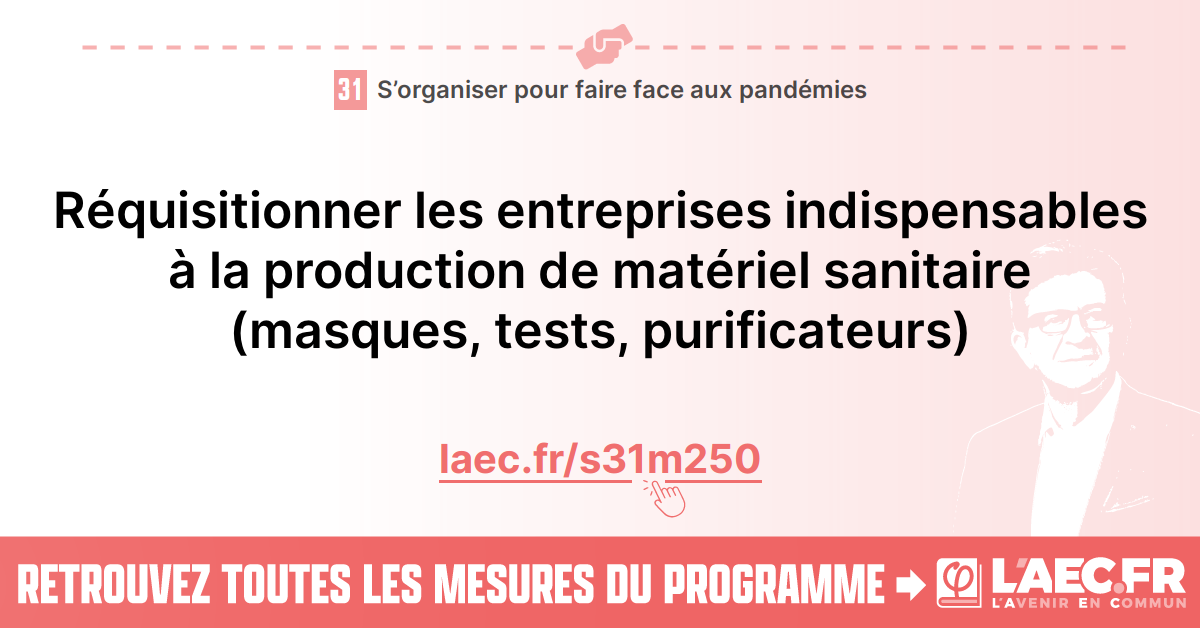 31 S’organiser pour faire face aux pandémies
Réquisitionner les entreprises indispensables
à la production de matériel sanitaire
(masques, tests, purificateurs)
laec.fr/s31m250
RETROUVEZ TOUTES LES MESURES DU PROGRAMME
φ L'AEC.FR
L'AVENIR EN COMMUN